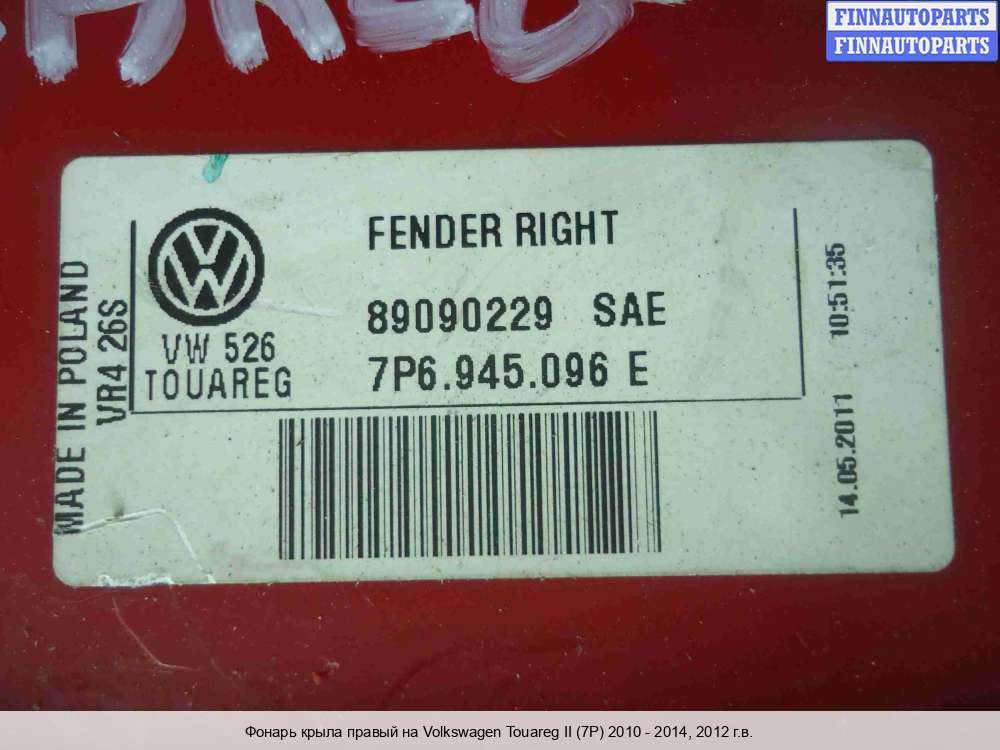 FINNAUTOPARTS
FINNAUTOPARTS
FENDER RIGHT
89090229 SAE
7P6.945.096 E
VW 526
TOUAREG
MADE IN POLAND
VR4 26S
14.05.2011 10:51:35
Фонарь крыла правый на Volkswagen Touareg II (7P) 2010 - 2014, 2012 г.в.